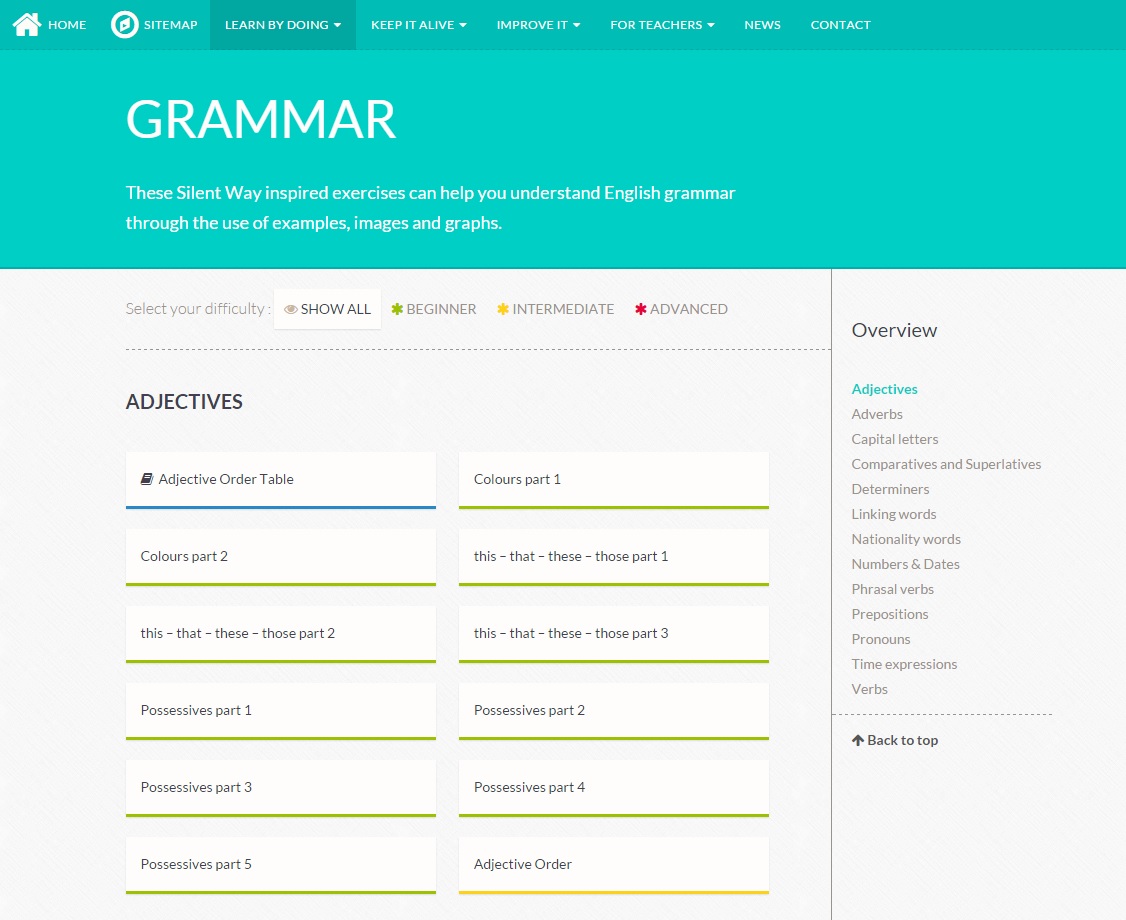 HOME SITEMAP LEARN BY DOING KEEP IT ALIVE IMPROVE IT FOR TEACHERS NEWS CONTACT
GRAMMAR
These Silent Way inspired exercises can help you understand English grammar
through the use of examples, images and graphs.
Select your difficulty : SHOW ALL BEGINNER INTERMEDIATE ADVANCED
ADJECTIVES
Adjective Order Table
Colours part 1
Colours part 2
this – that – these – those part 1
this – that – these – those part 2
this – that – these – those part 3
Possessives part 1
Possessives part 2
Possessives part 3
Possessives part 4
Possessives part 5
Adjective Order
Overview
Adjectives
Adverbs
Capital letters
Comparatives and Superlatives
Determiners
Linking words
Nationality words
Numbers & Dates
Phrasal verbs
Prepositions
Pronouns
Time expressions
Verbs
Back to top